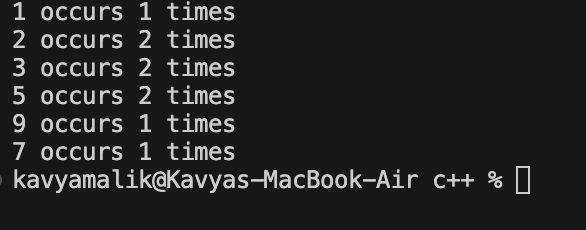 1 occurs 1 times
2 occurs 2 times
3 occurs 2 times
5 occurs 2 times
9 occurs 1 times
7 occurs 1 times
kavyamalik@Kavyas-MacBook-Air c++ %